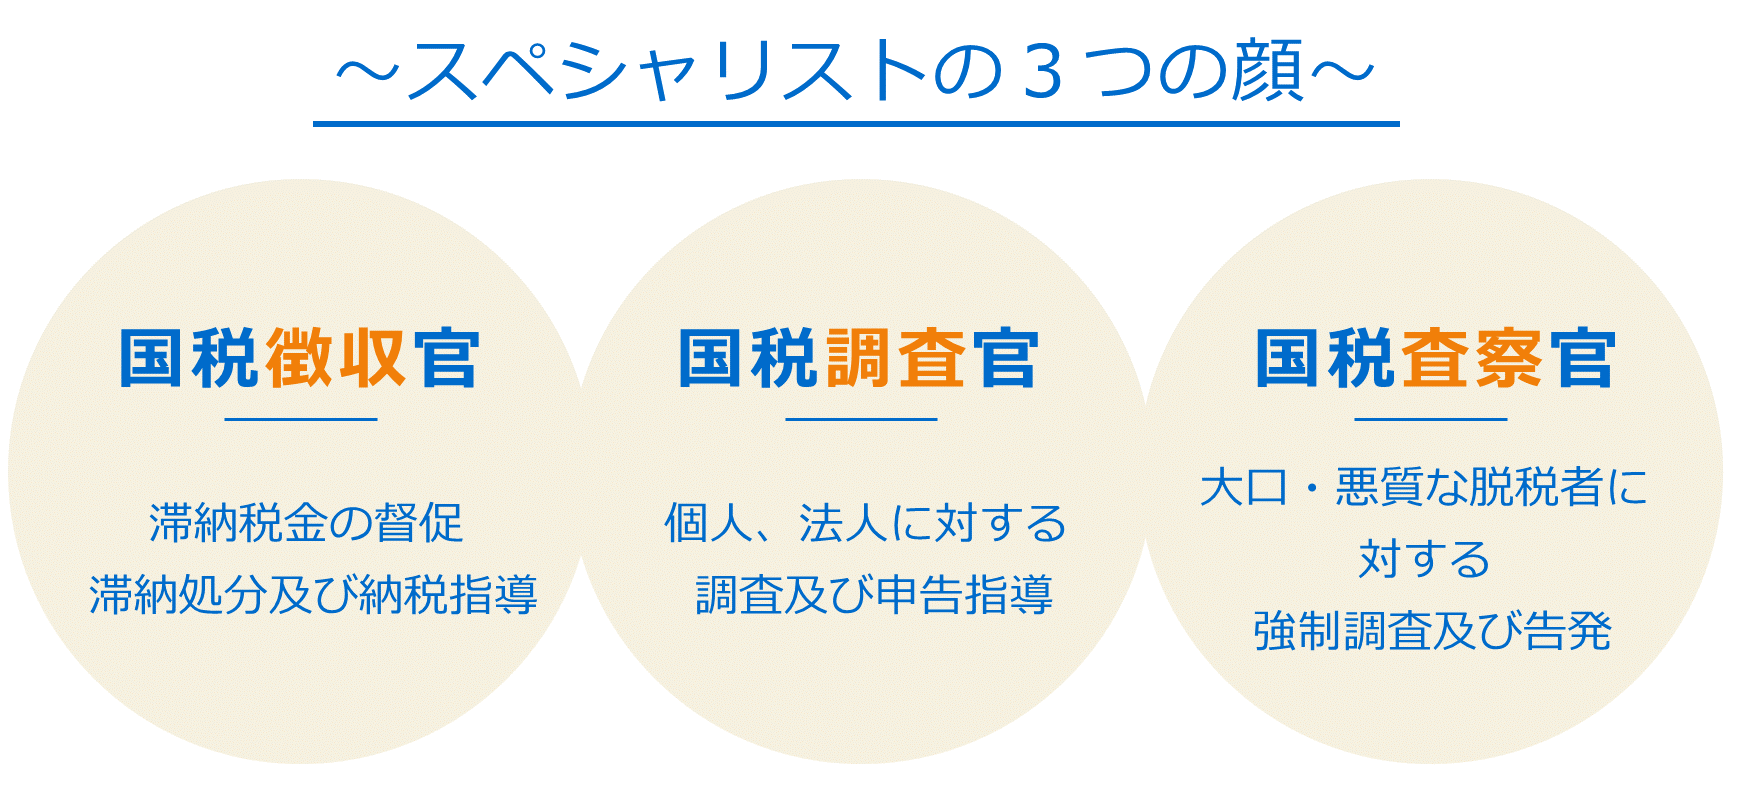 ～スペシャリストの３つの顔～
国税徴収官
滞納税金の督促
滞納処分及び納税指導
国税調査官
個人、法人に対する
調査及び申告指導
国税査察官
大口・悪質な脱税者に
対する
強制調査及び告発